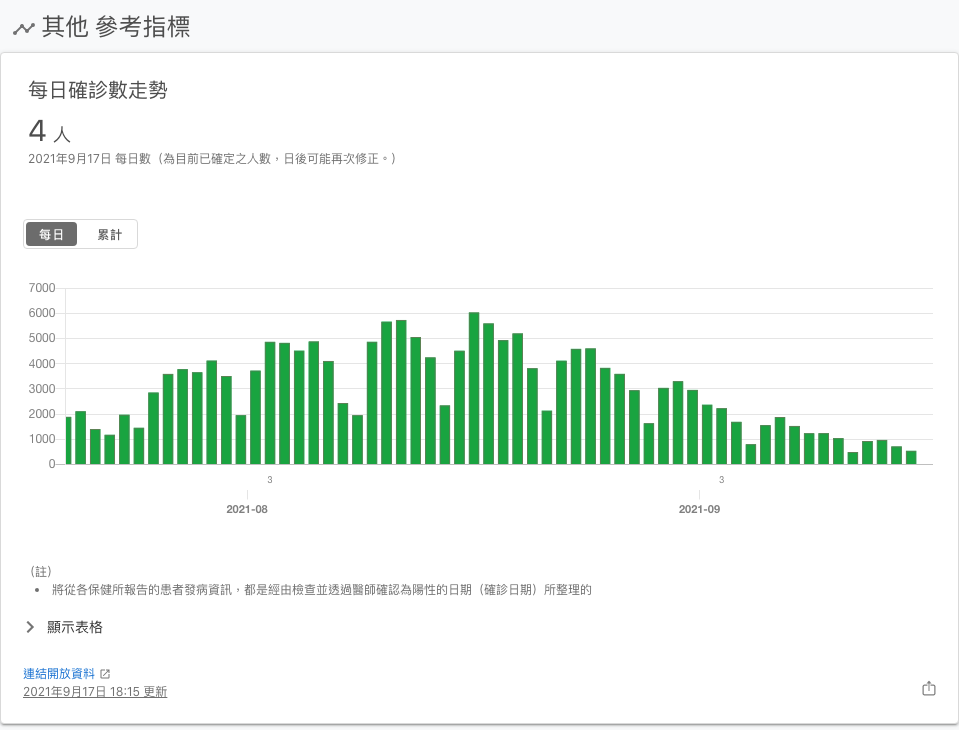 其他 參考指標
每日確診數走勢
4 人
2021年9月17日 每日數（為目前已確定之人數，日後可能再次修正。）
每日 累計
7000
6000
5000
4000
3000
2000
1000
0
3 3
2021-08 2021-09
（註）
• 將從各保健所報告的患者發病資訊，都是經由檢查並透過醫師確認為陽性的日期（確診日期）所整理的
顯示表格
連結開放資料
2021年9月17日 18:15 更新